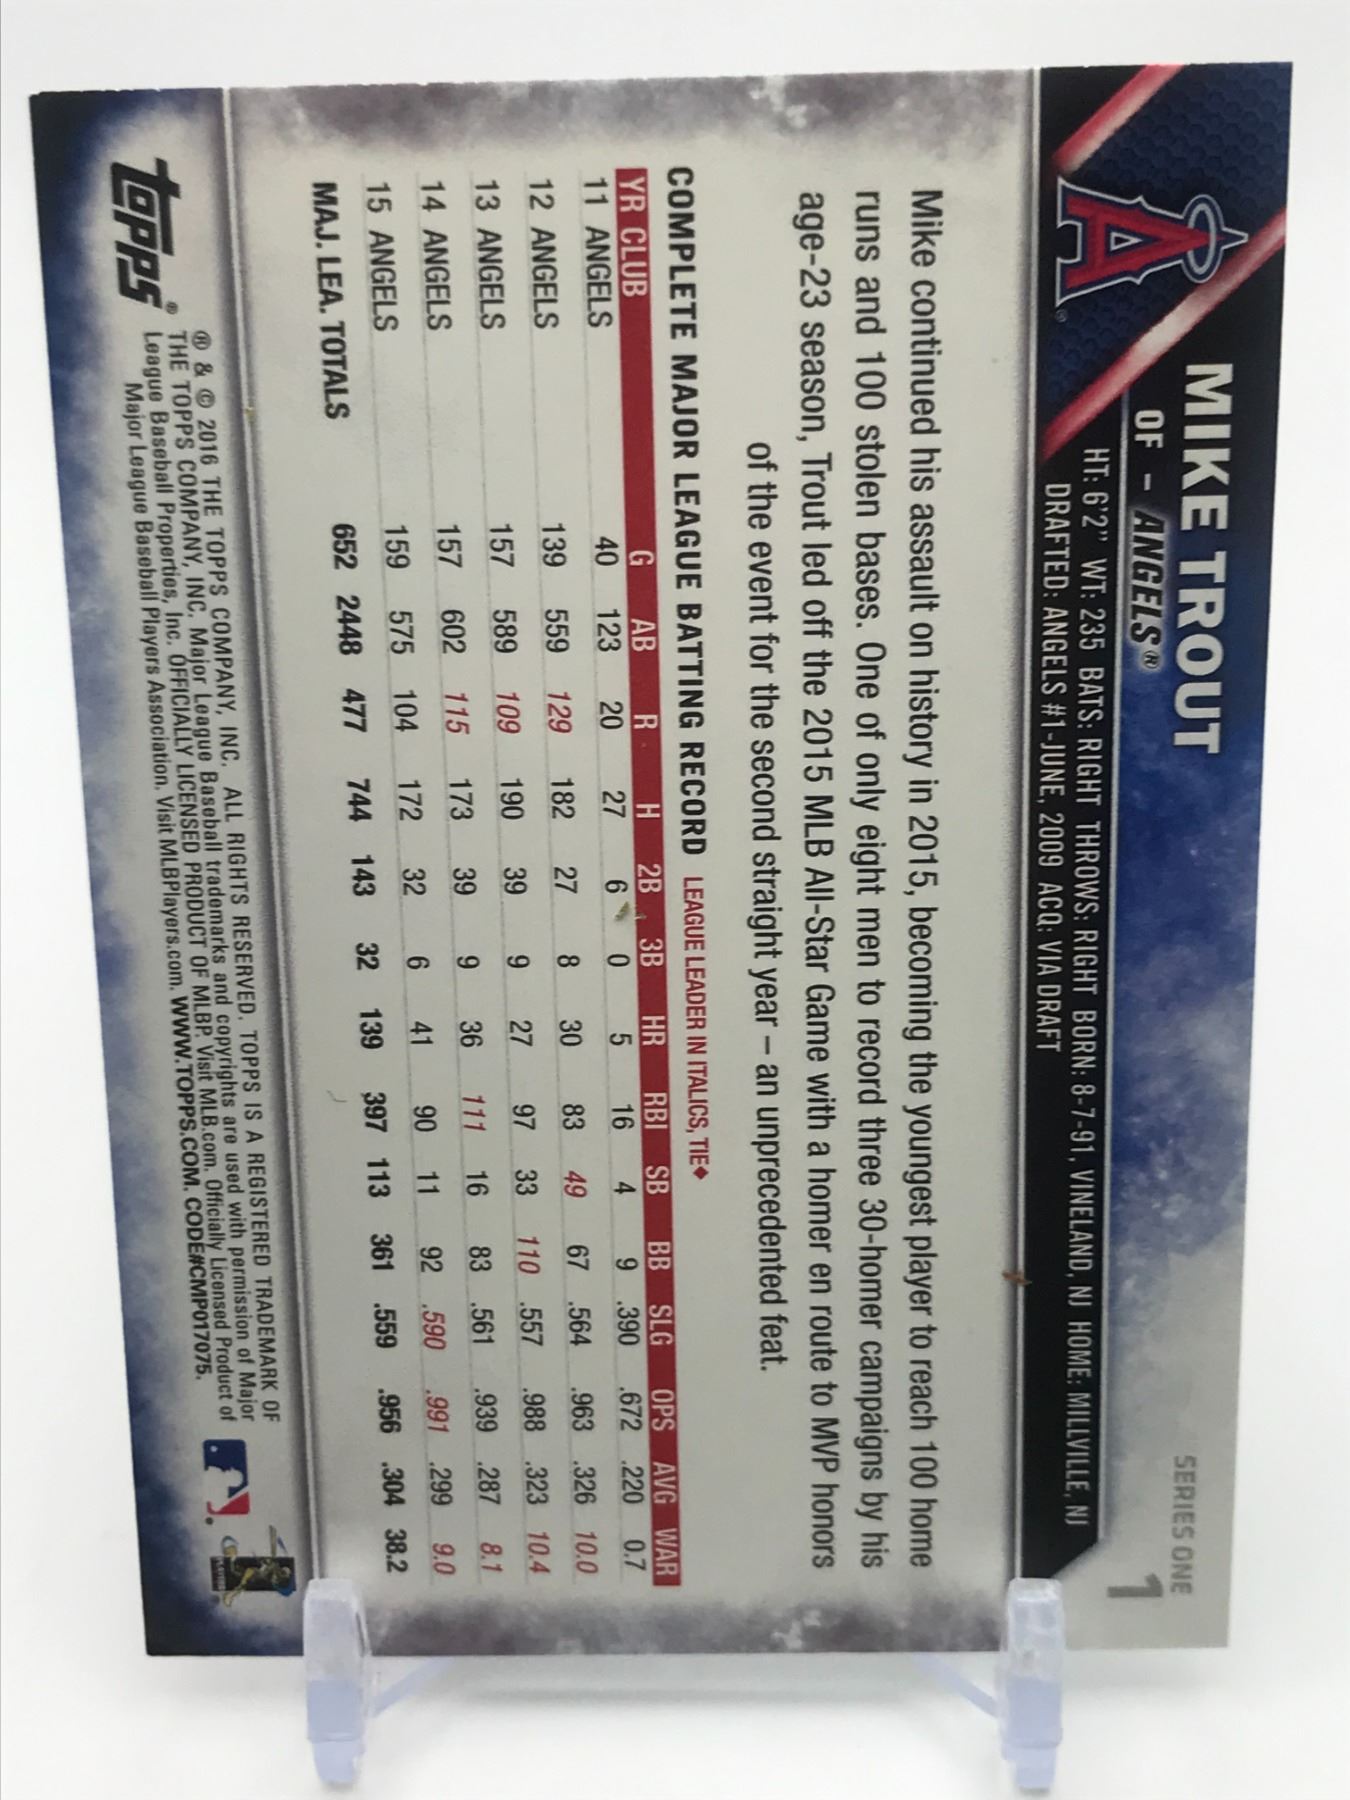 MIKE TROUT
OF - ANGELS®
SERIES ONE
1
HT: 6'2" WT: 235 BATS: RIGHT THROWS: RIGHT BORN: 8-7-91, VINELAND, NJ HOME: MILLVILLE, NJ
DRAFTED: ANGELS #1-JUNE, 2009 ACQ: VIA DRAFT
A®
Mike continued his assault on history in 2015, becoming the youngest player to reach 100 home
runs and 100 stolen bases. One of only eight men to record three 30-homer campaigns by his
age-23 season, Trout led off the 2015 MLB All-Star Game with a homer en route to MVP honors
of the event for the second straight year – an unprecedented feat.
COMPLETE MAJOR LEAGUE BATTING RECORD LEAGUE LEADER IN ITALICS, TIE♦
YR CLUB G AB R H 2B 3B HR RBI SB BB SLG OPS AVG WAR
11 ANGELS 40 123 20 27 6 0 5 16 4 9 .390 .672 .220 0.7
12 ANGELS 139 559 129 182 27 8 30 83 49 67 .564 .963 .326 10.0
13 ANGELS 157 589 109 190 39 9 27 97 33 110 .557 .988 .323 10.4
14 ANGELS 157 602 115 173 39 9 36 111 16 83 .561 .939 .287 8.1
15 ANGELS 159 575 104 172 32 6 41 90 11 92 .590 .991 .299 9.0
MAJ. LEA. TOTALS 652 2448 477 744 143 32 139 397 113 361 .559 .956 .304 38.2
topps®
® & © 2016 THE TOPPS COMPANY, INC. ALL RIGHTS RESERVED. TOPPS IS A REGISTERED TRADEMARK OF
THE TOPPS COMPANY, INC. Major League Baseball trademarks and copyrights are used with permission of Major
League Baseball Properties, Inc. OFFICIALLY LICENSED PRODUCT OF MLBP. Visit MLB.com. Officially Licensed Product of
Major League Baseball Players Association. Visit MLBPlayers.com. WWW.TOPPS.COM. CODE#CMP017075.